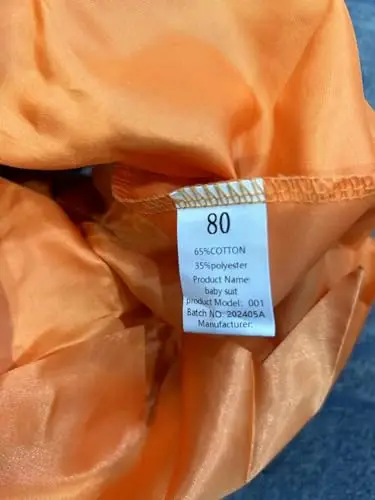 80
65%COTTON
35%polyester
Product Name:
baby suit
product Model: 001
Batch NO: 202405A
Manufacturer: